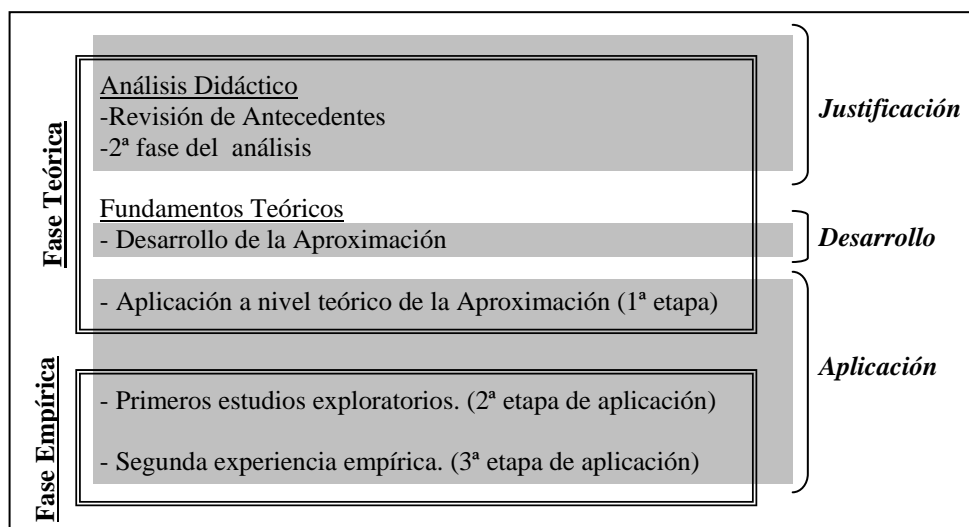 Fase Teórica
Análisis Didáctico
-Revisión de Antecedentes
-2ª fase del análisis
Justificación
Fundamentos Teóricos
- Desarrollo de la Aproximación
Desarrollo
- Aplicación a nivel teórico de la Aproximación (1ª etapa)
Aplicación
Fase Empírica
- Primeros estudios exploratorios. (2ª etapa de aplicación)
- Segunda experiencia empírica. (3ª etapa de aplicación)